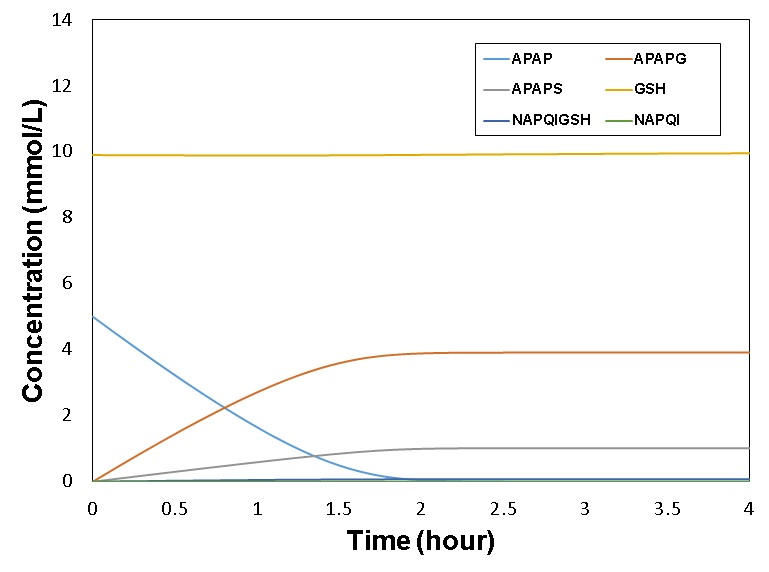 14
12
10
8
6
4
2
0
Concentration (mmol/L)
APAP APAPG
APAPS GSH
NAPQIGSH NAPQI
0 0.5 1 1.5 2 2.5 3 3.5 4
Time (hour)